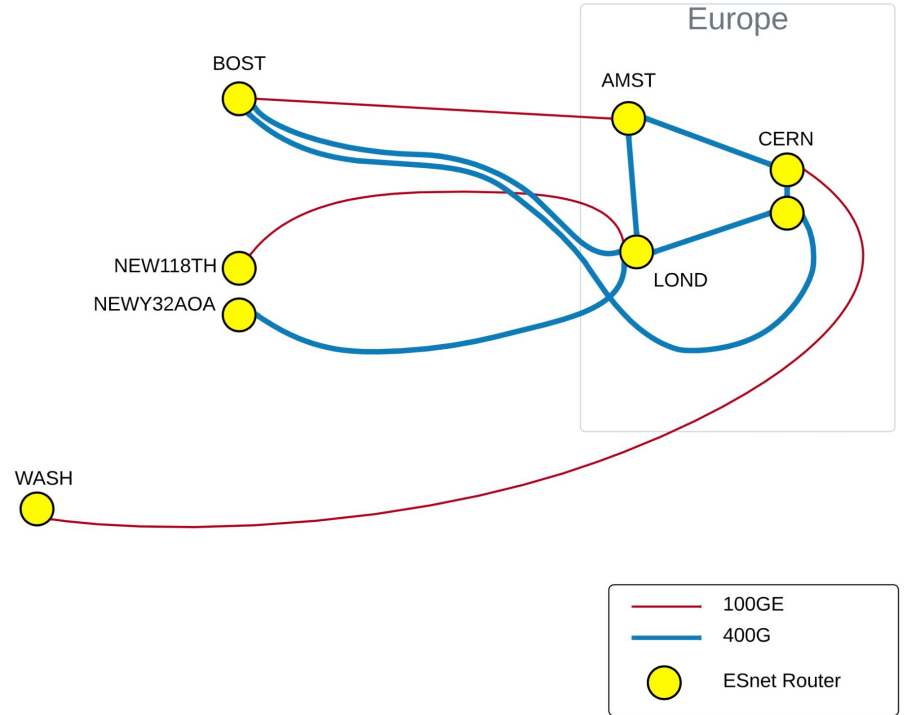 Europe
BOST
AMST
CERN
NEW118TH
LOND
NEWY32AOA
WASH
100GE
400G
ESnet Router